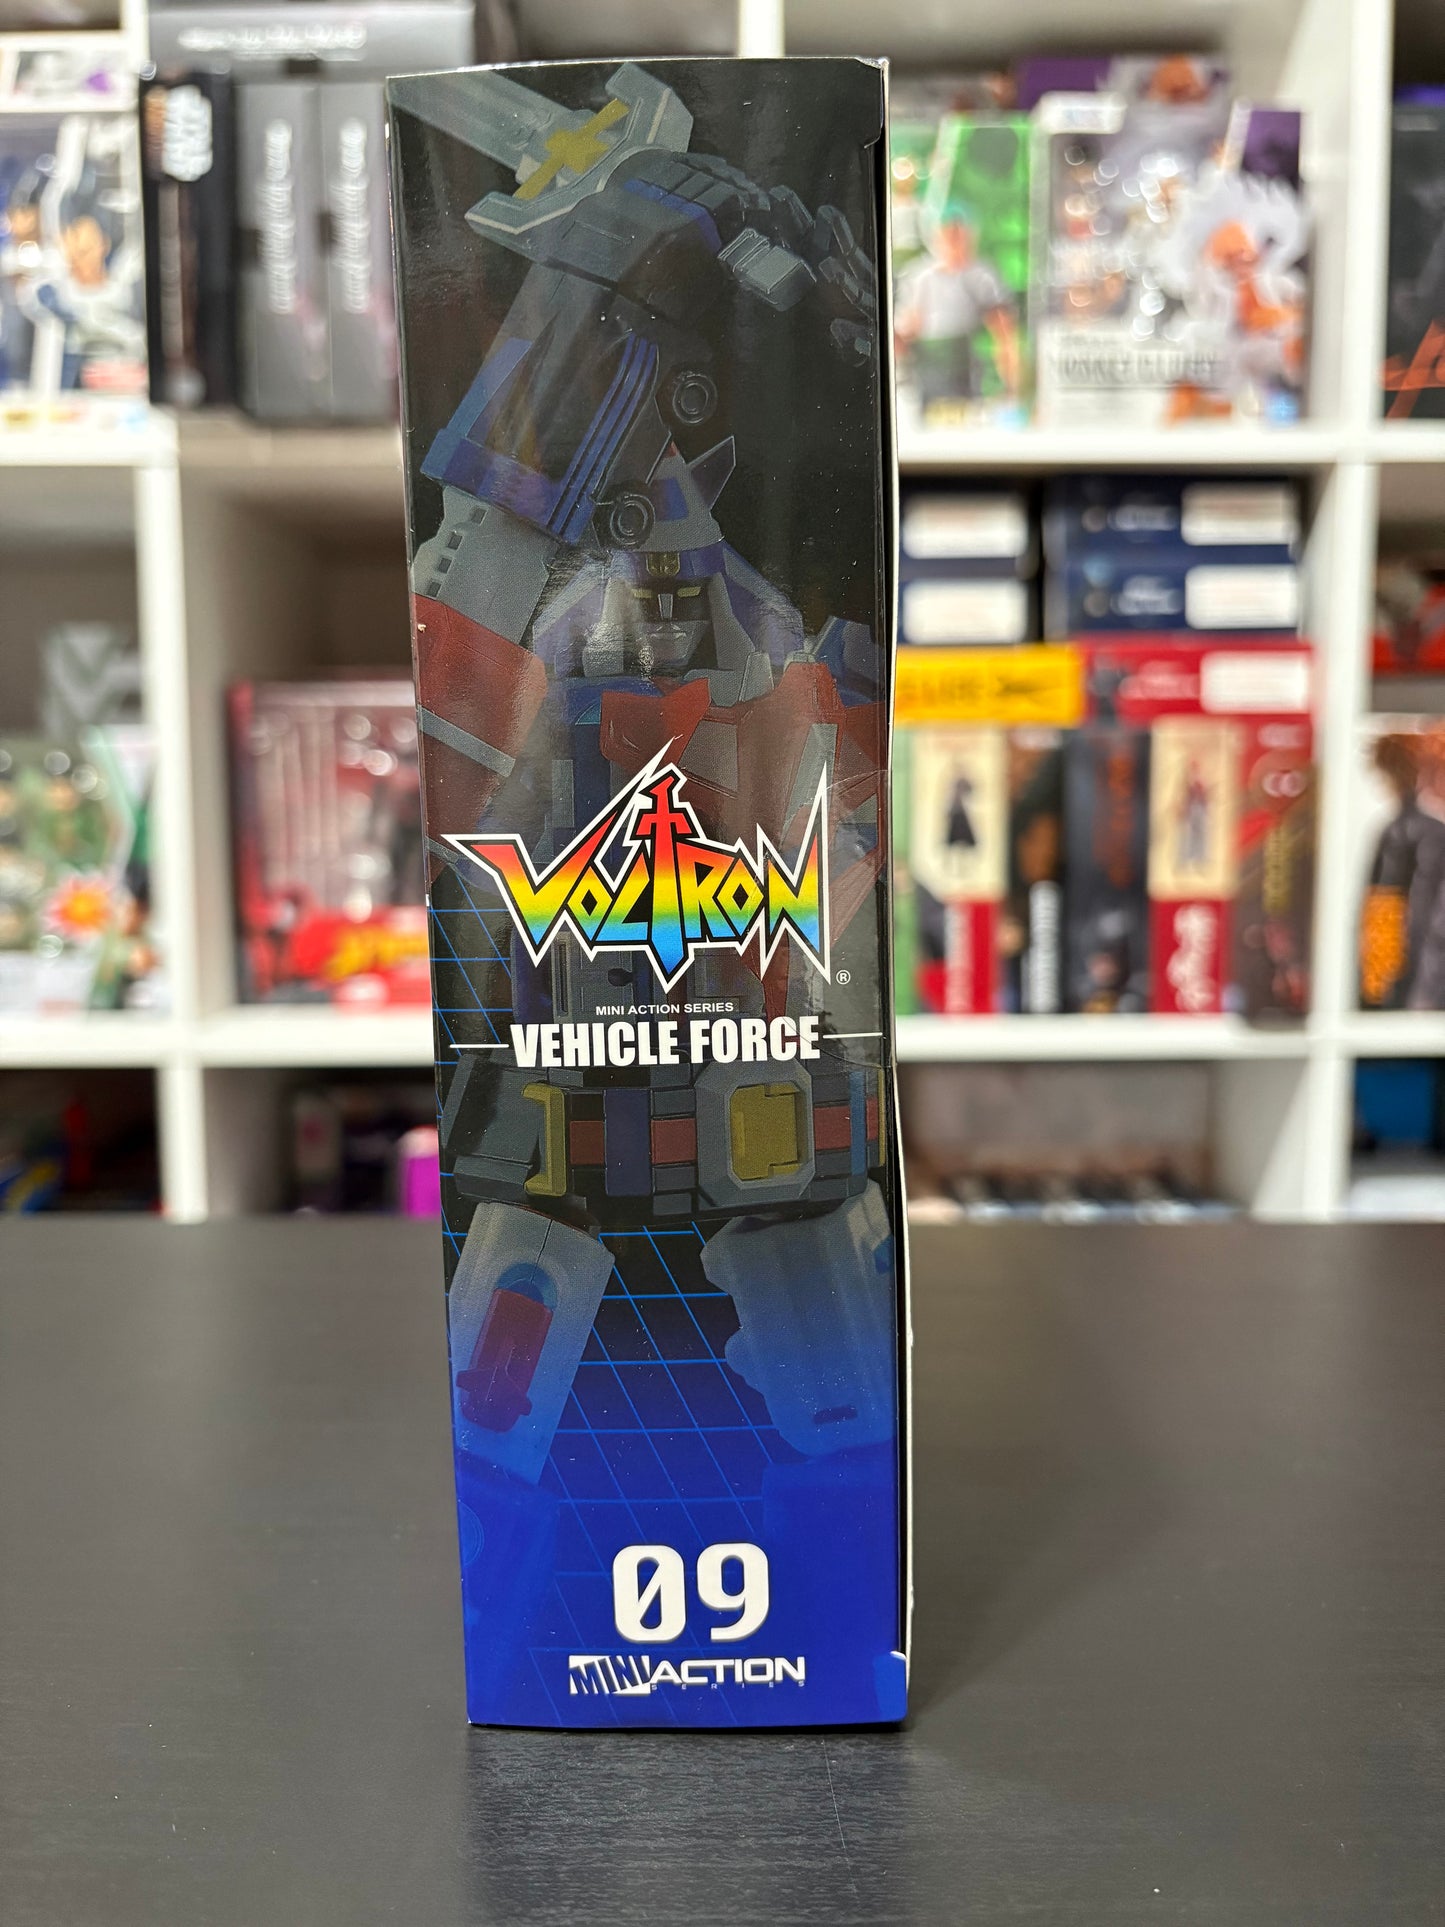 VOLTRON
®
MINI ACTION SERIES
VEHICLE FORCE
09
MINI ACTION
SERIES